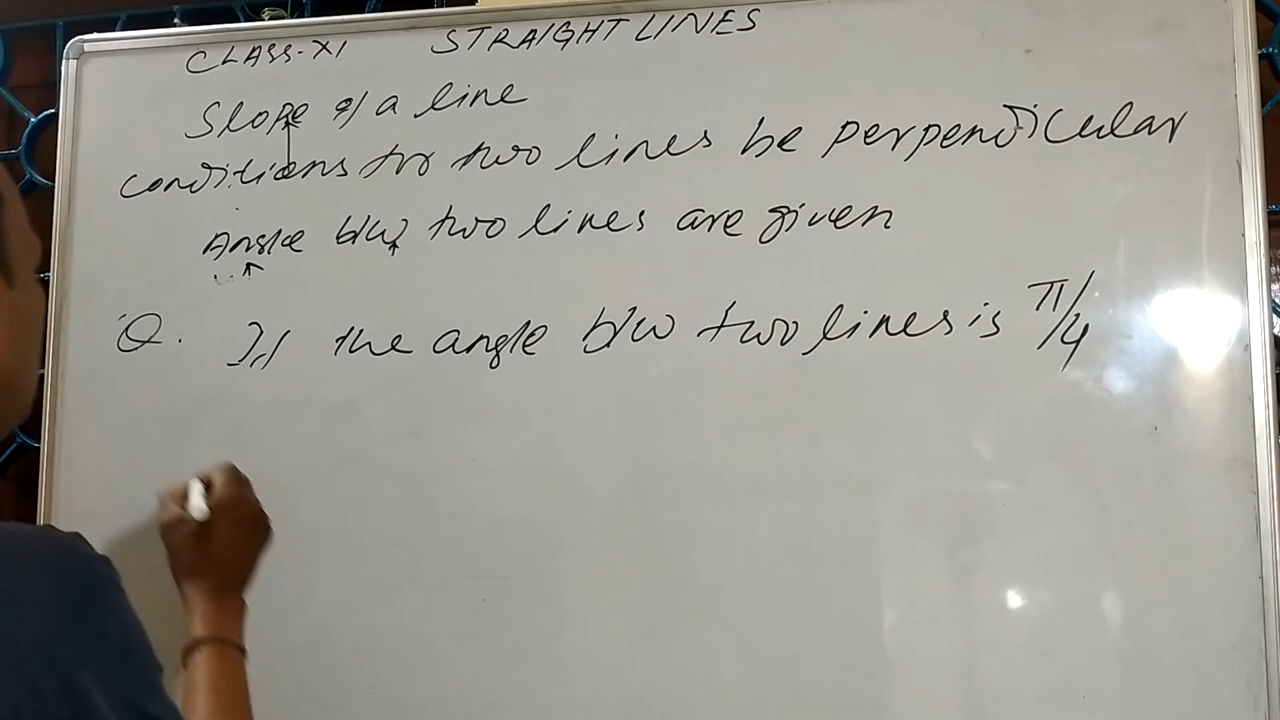 CLASS-XI STRAIGHT LINES
Slope of a line
conditions for two lines be perpendicular
Angle b/w two lines are given
Q. If the angle b/w two lines is π/4